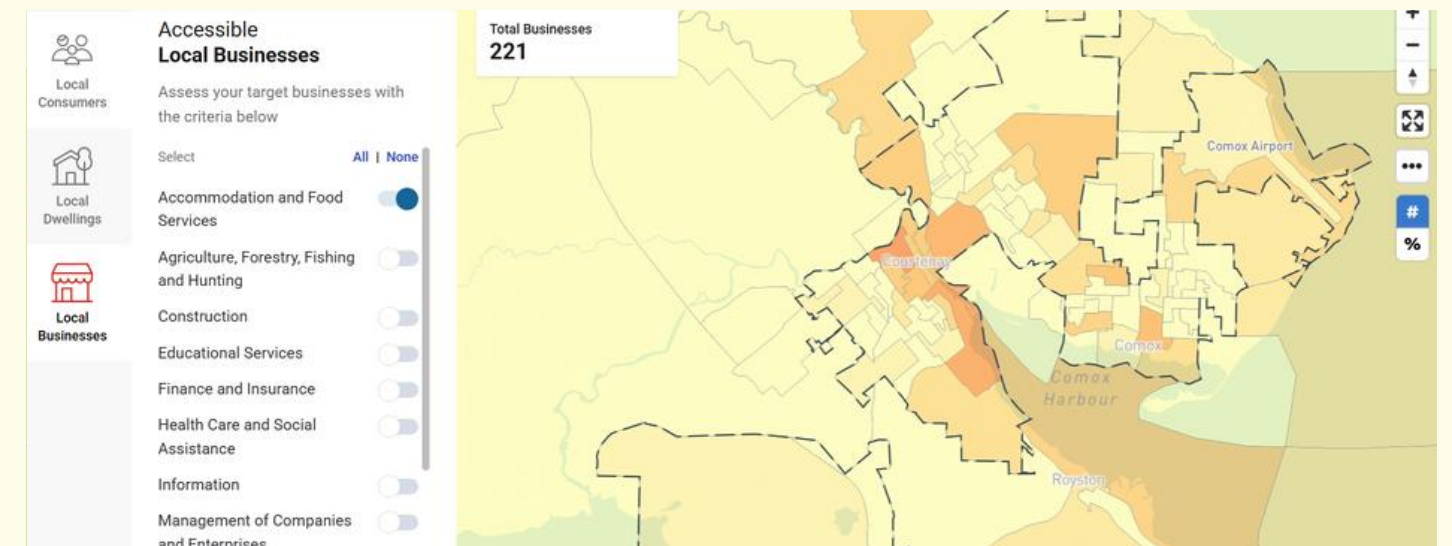 Local
Consumers
Local
Dwellings
Local
Businesses
Accessible
Local Businesses
Assess your target businesses with
the criteria below
Select All | None
Accommodation and Food
Services
Agriculture, Forestry, Fishing
and Hunting
Construction
Educational Services
Finance and Insurance
Health Care and Social
Assistance
Information
Management of Companies
and Enterprises
Total Businesses
221
Comox Airport
Courtenay
Comox
Comox
Harbour
Royston
+
−
•••
#
%